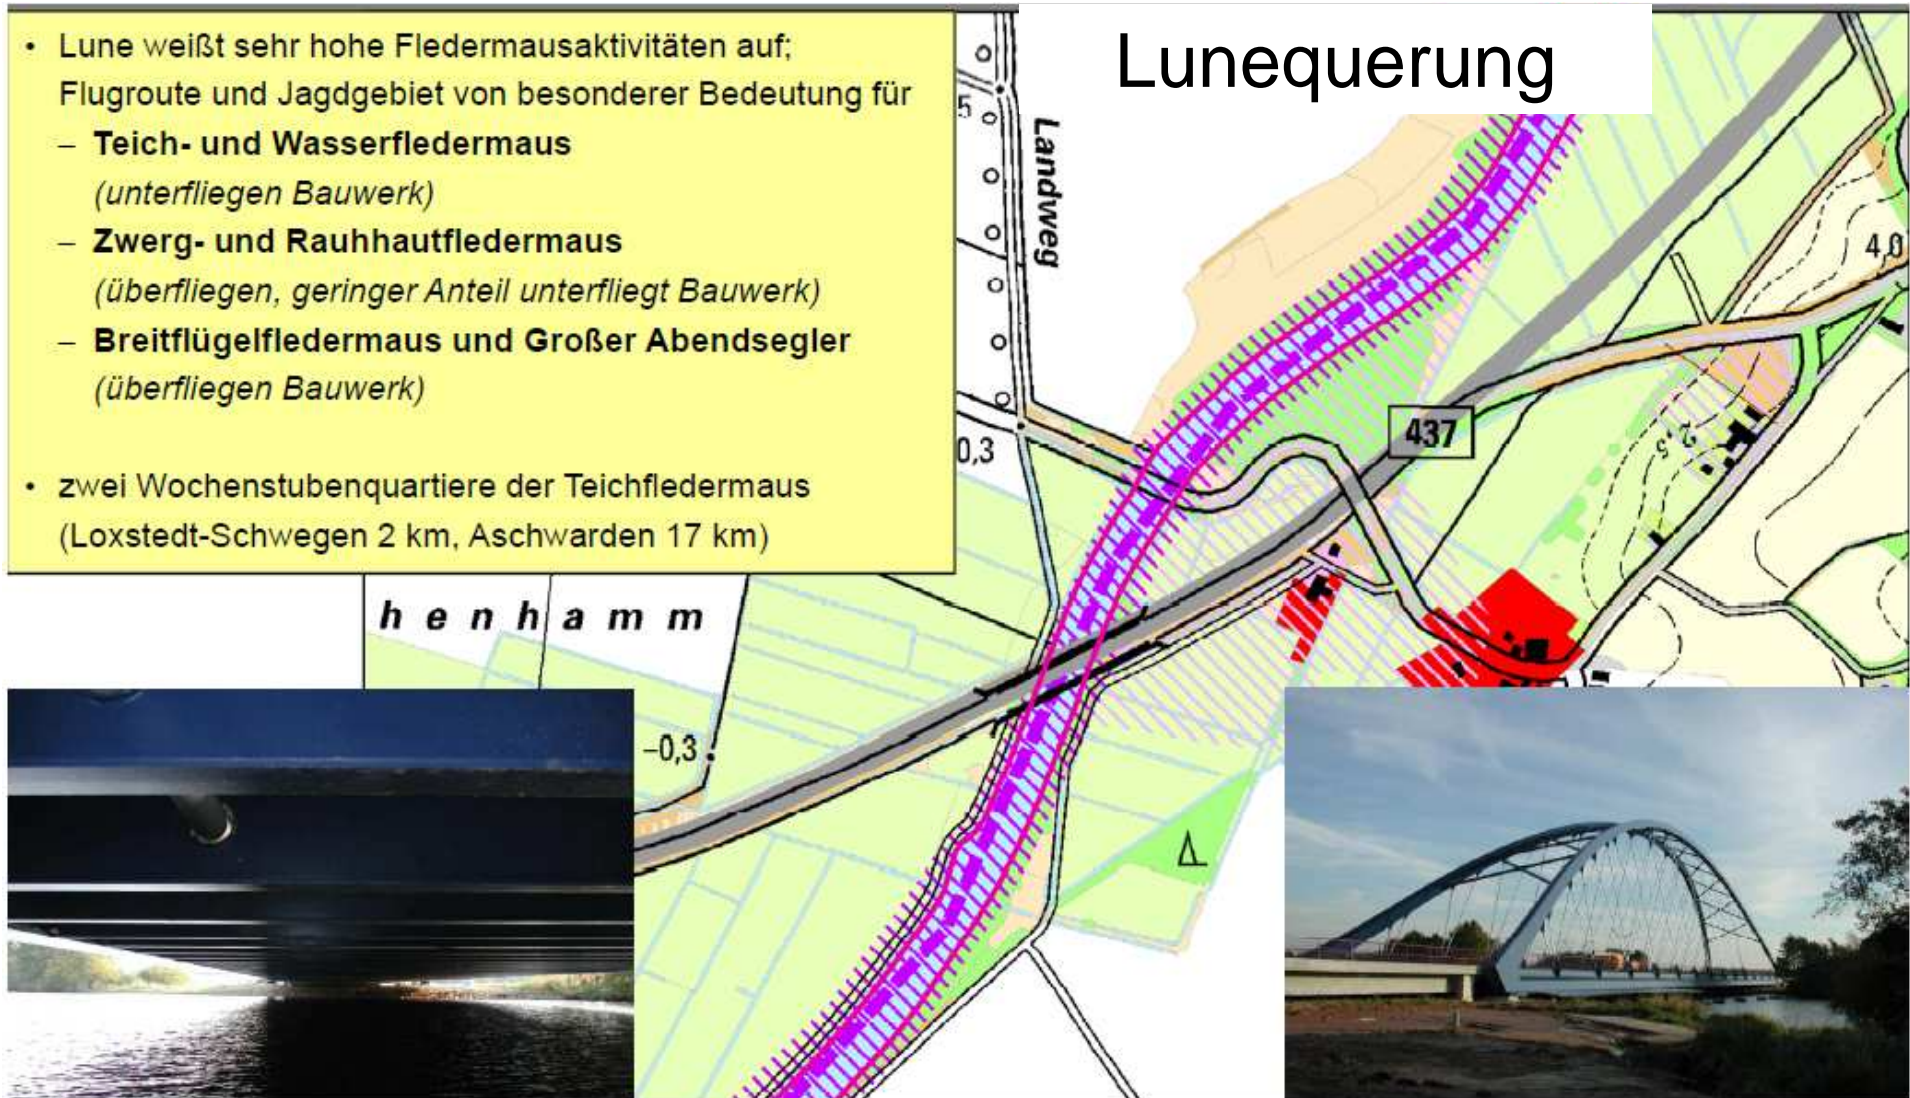 • Lune weißt sehr hohe Fledermausaktivitäten auf;
Flugroute und Jagdgebiet von besonderer Bedeutung für
– Teich- und Wasserfledermaus
(unterfliegen Bauwerk)
– Zwerg- und Rauhhautfledermaus
(überfliegen, geringer Anteil unterfliegt Bauwerk)
– Breitflügelfledermaus und Großer Abendsegler
(überfliegen Bauwerk)
• zwei Wochenstubenquartiere der Teichfledermaus
(Loxstedt-Schwegen 2 km, Aschwarden 17 km)
Lunequerung
5
Landweg
4,0
437
0,3
2,5
henhamm
–0,3